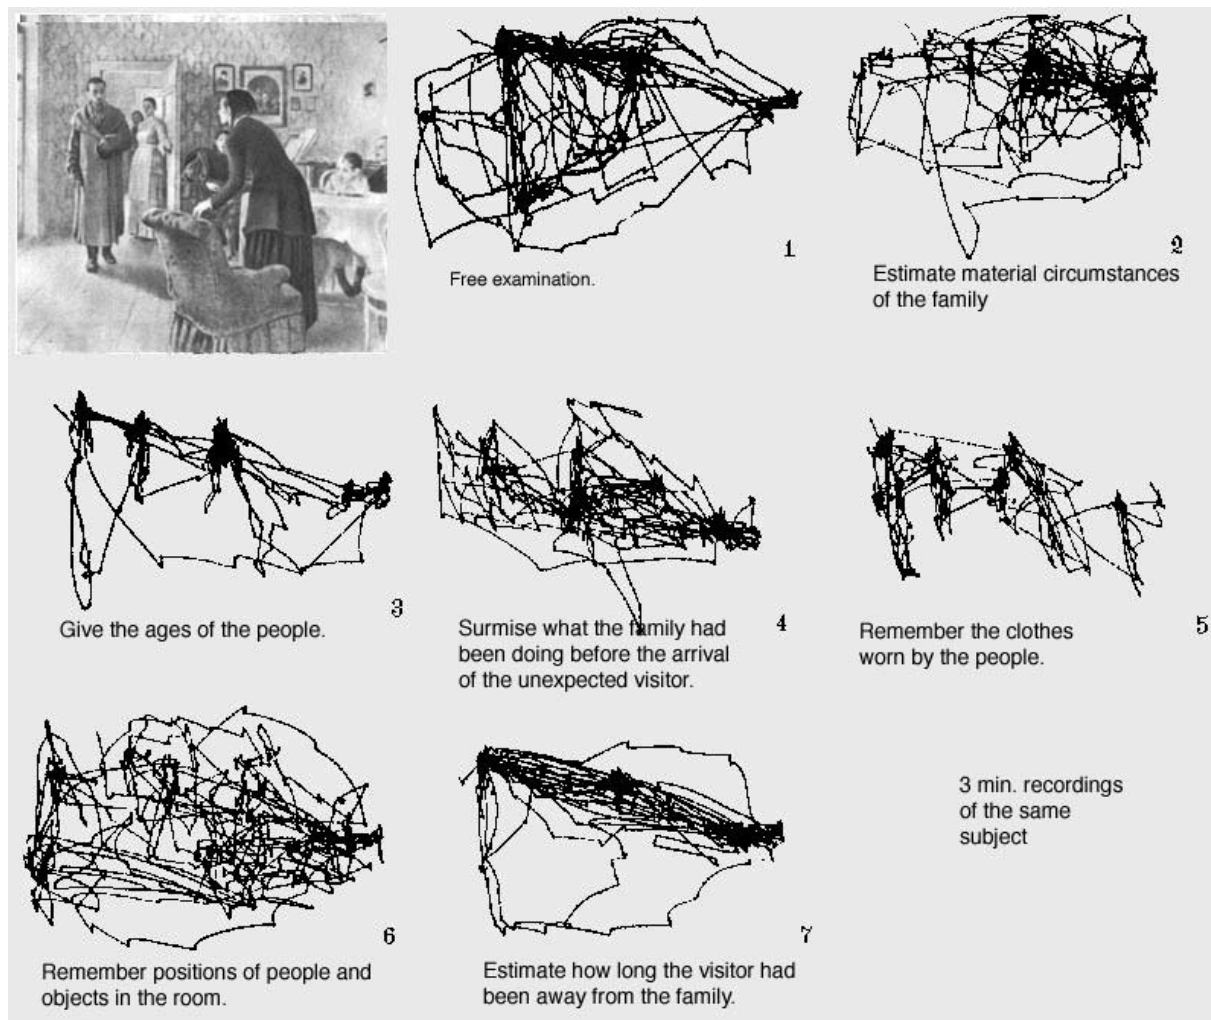 1
Free examination.
2
Estimate material circumstances
of the family
3
Give the ages of the people.
4
Surmise what the family had
been doing before the arrival
of the unexpected visitor.
5
Remember the clothes
worn by the people.
6
Remember positions of people and
objects in the room.
7
Estimate how long the visitor had
been away from the family.
3 min. recordings
of the same
subject